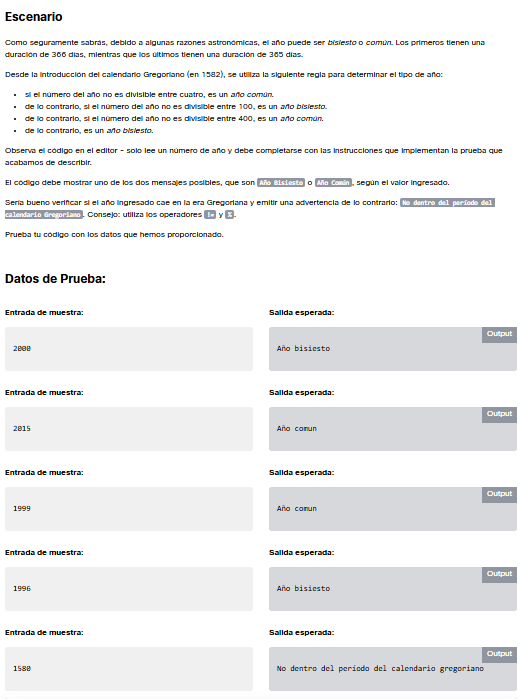 Escenario
Como seguramente sabrás, debido a algunas razones astronómicas, el año puede ser bisiesto o común. Los primeros tienen una
duración de 366 días, mientras que los últimos tienen una duración de 365 días.
Desde la introducción del calendario Gregoriano (en 1582), se utiliza la siguiente regla para determinar el tipo de año:
• si el número del año no es divisible entre cuatro, es un año común.
• de lo contrario, si el número del año no es divisible entre 100, es un año bisiesto.
• de lo contrario, si el número del año no es divisible entre 400, es un año común.
• de lo contrario, es un año bisiesto.
Observa el código en el editor - solo lee un número de año y debe completarse con las instrucciones que implementan la prueba que
acabamos de describir.
El código debe mostrar uno de los dos mensajes posibles, que son Año Bisiesto o Año Común, según el valor ingresado.
Sería bueno verificar si el año ingresado cae en la era Gregoriana y emitir una advertencia de lo contrario: No dentro del período del
calendario Gregoriano. Consejo: utiliza los operadores != y %.
Prueba tu código con los datos que hemos proporcionado.
Datos de Prueba:
Entrada de muestra:
Salida esperada:
Output
2000
Año bisiesto
Entrada de muestra:
Salida esperada:
Output
2015
Año comun
Entrada de muestra:
Salida esperada:
Output
1999
Año comun
Entrada de muestra:
Salida esperada:
Output
1996
Año bisiesto
Entrada de muestra:
Salida esperada:
Output
1580
No dentro del período del calendario gregoriano